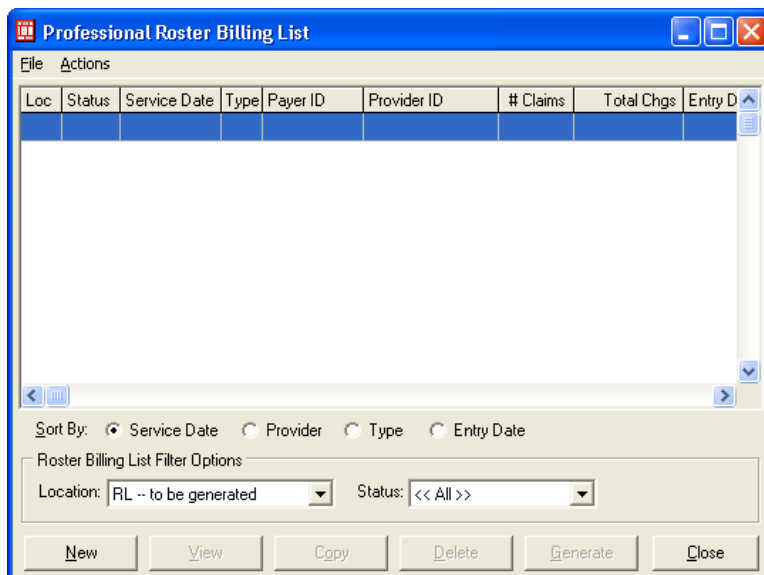 Professional Roster Billing List
File Actions
Loc Status Service Date Type Payer ID Provider ID # Claims Total Chgs Entry D
Sort By: Service Date Provider Type Entry Date
Roster Billing List Filter Options
Location: RL -- to be generated Status: << All >>
New View Copy Delete Generate Close